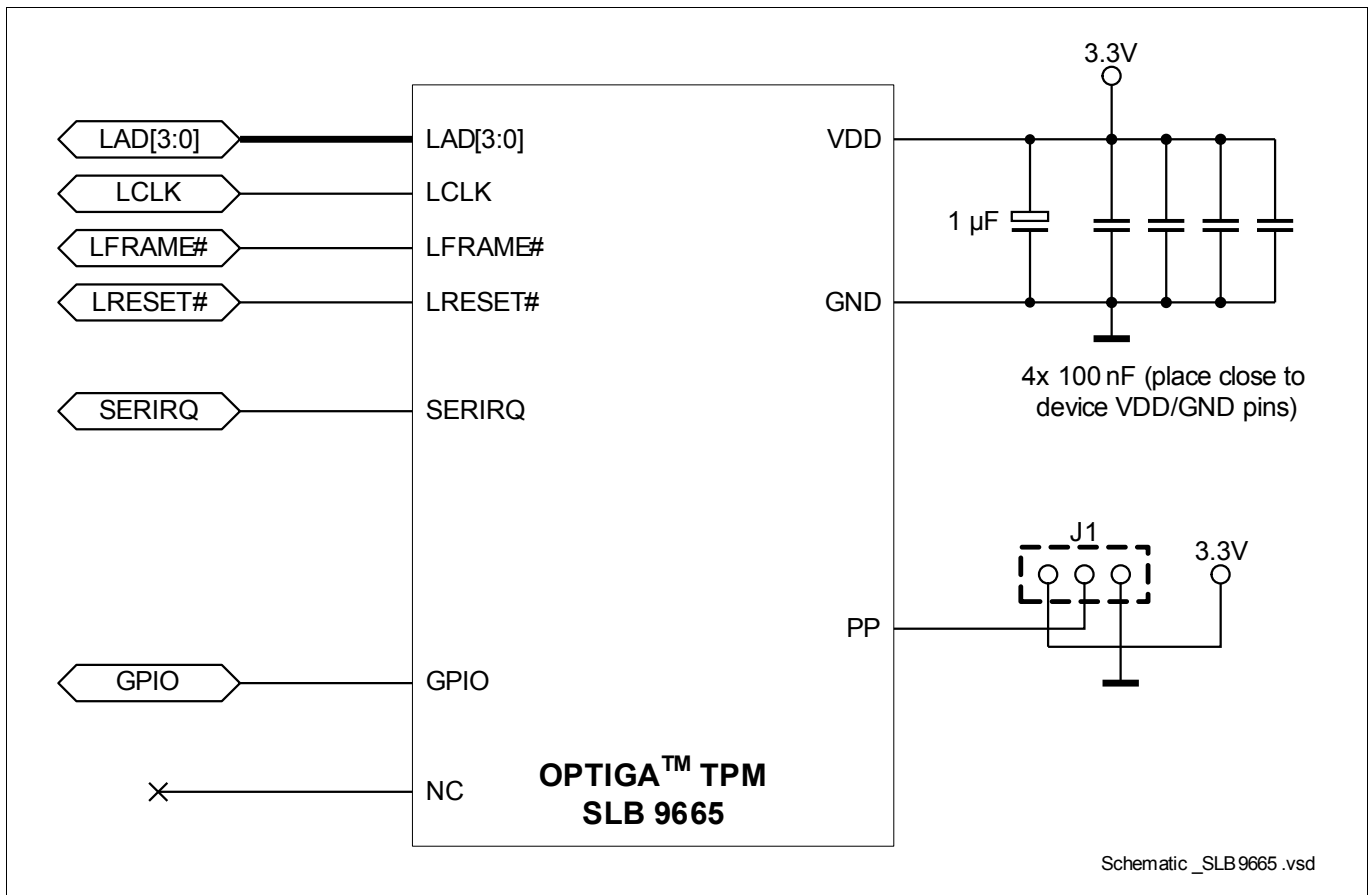 3.3V
LAD[3:0]
LAD[3:0]
VDD
LCLK
LCLK
1 µF
LFRAME#
LFRAME#
LRESET#
LRESET#
GND
4x 100 nF (place close to
device VDD/GND pins)
SERIRQ
SERIRQ
J1
3.3V
PP
GPIO
GPIO
NC
OPTIGA™ TPM
SLB 9665
Schematic _SLB9665 .vsd